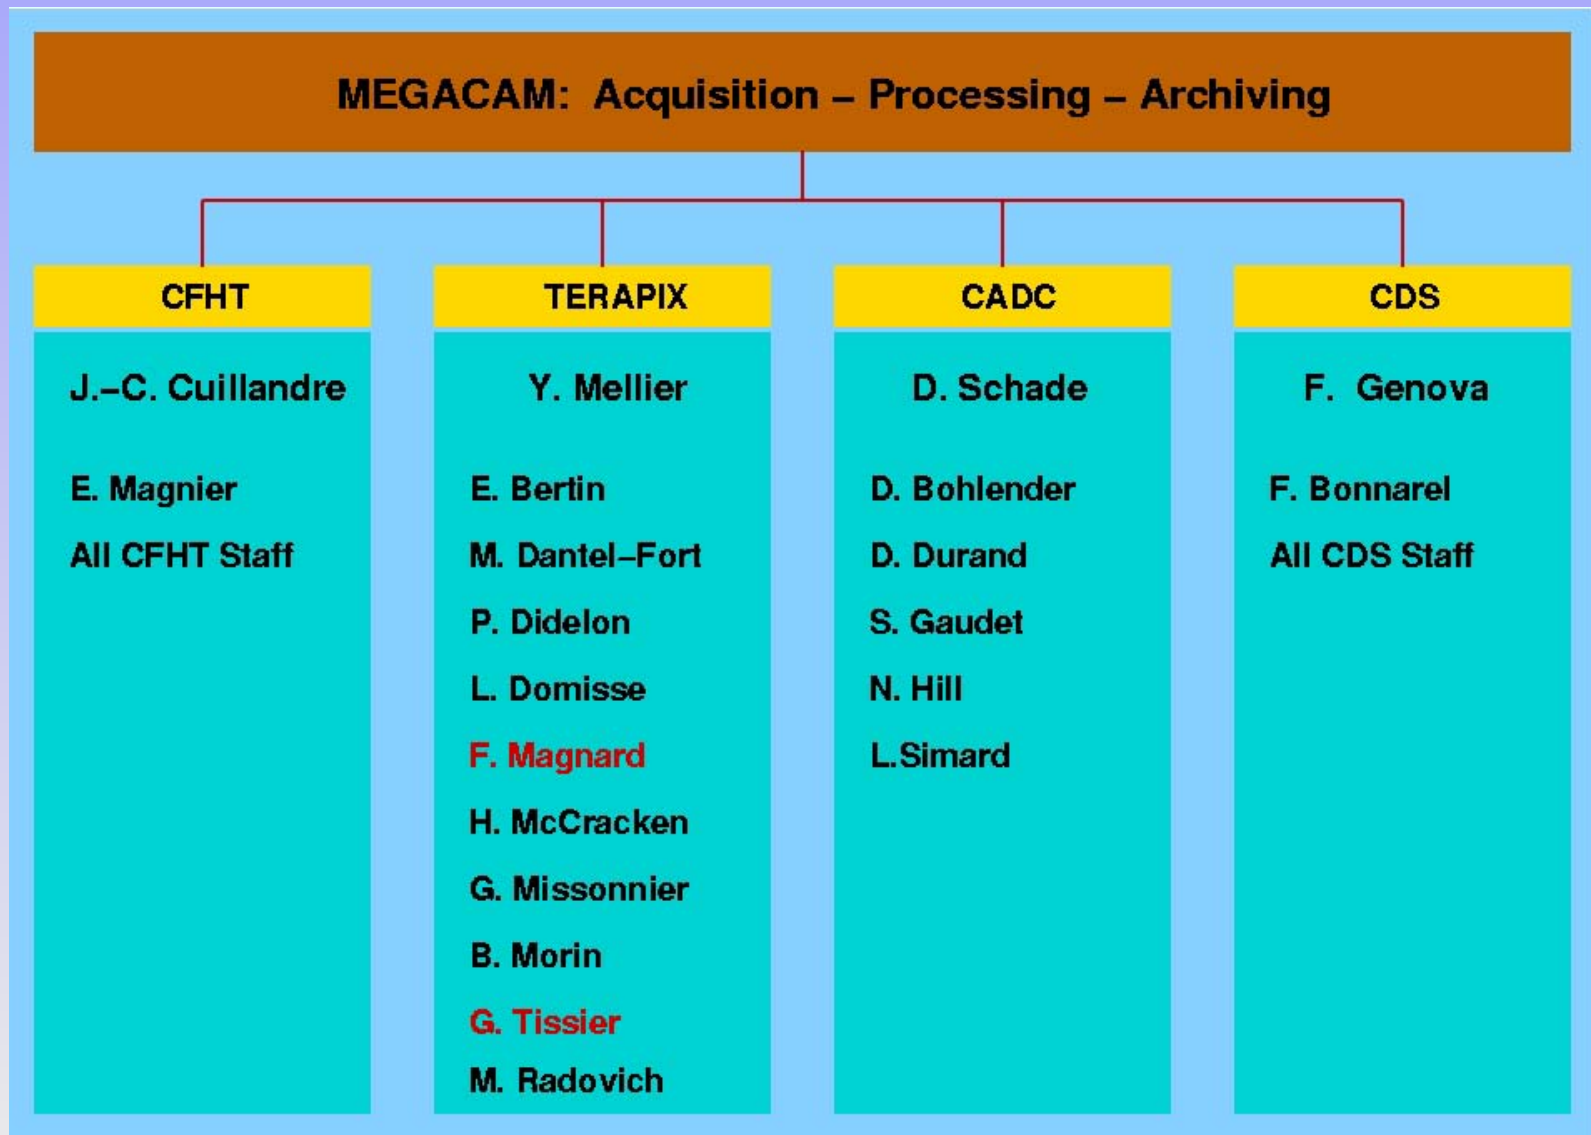 MEGACAM: Acquisition – Processing – Archiving
CFHT
J.–C. Cuillandre
E. Magnier
All CFHT Staff
TERAPIX
Y. Mellier
E. Bertin
M. Dantel–Fort
P. Didelon
L. Domisse
F. Magnard
H. McCracken
G. Missonnier
B. Morin
G. Tissier
M. Radovich
CADC
D. Schade
D. Bohlender
D. Durand
S. Gaudet
N. Hill
L.Simard
CDS
F. Genova
F. Bonnarel
All CDS Staff